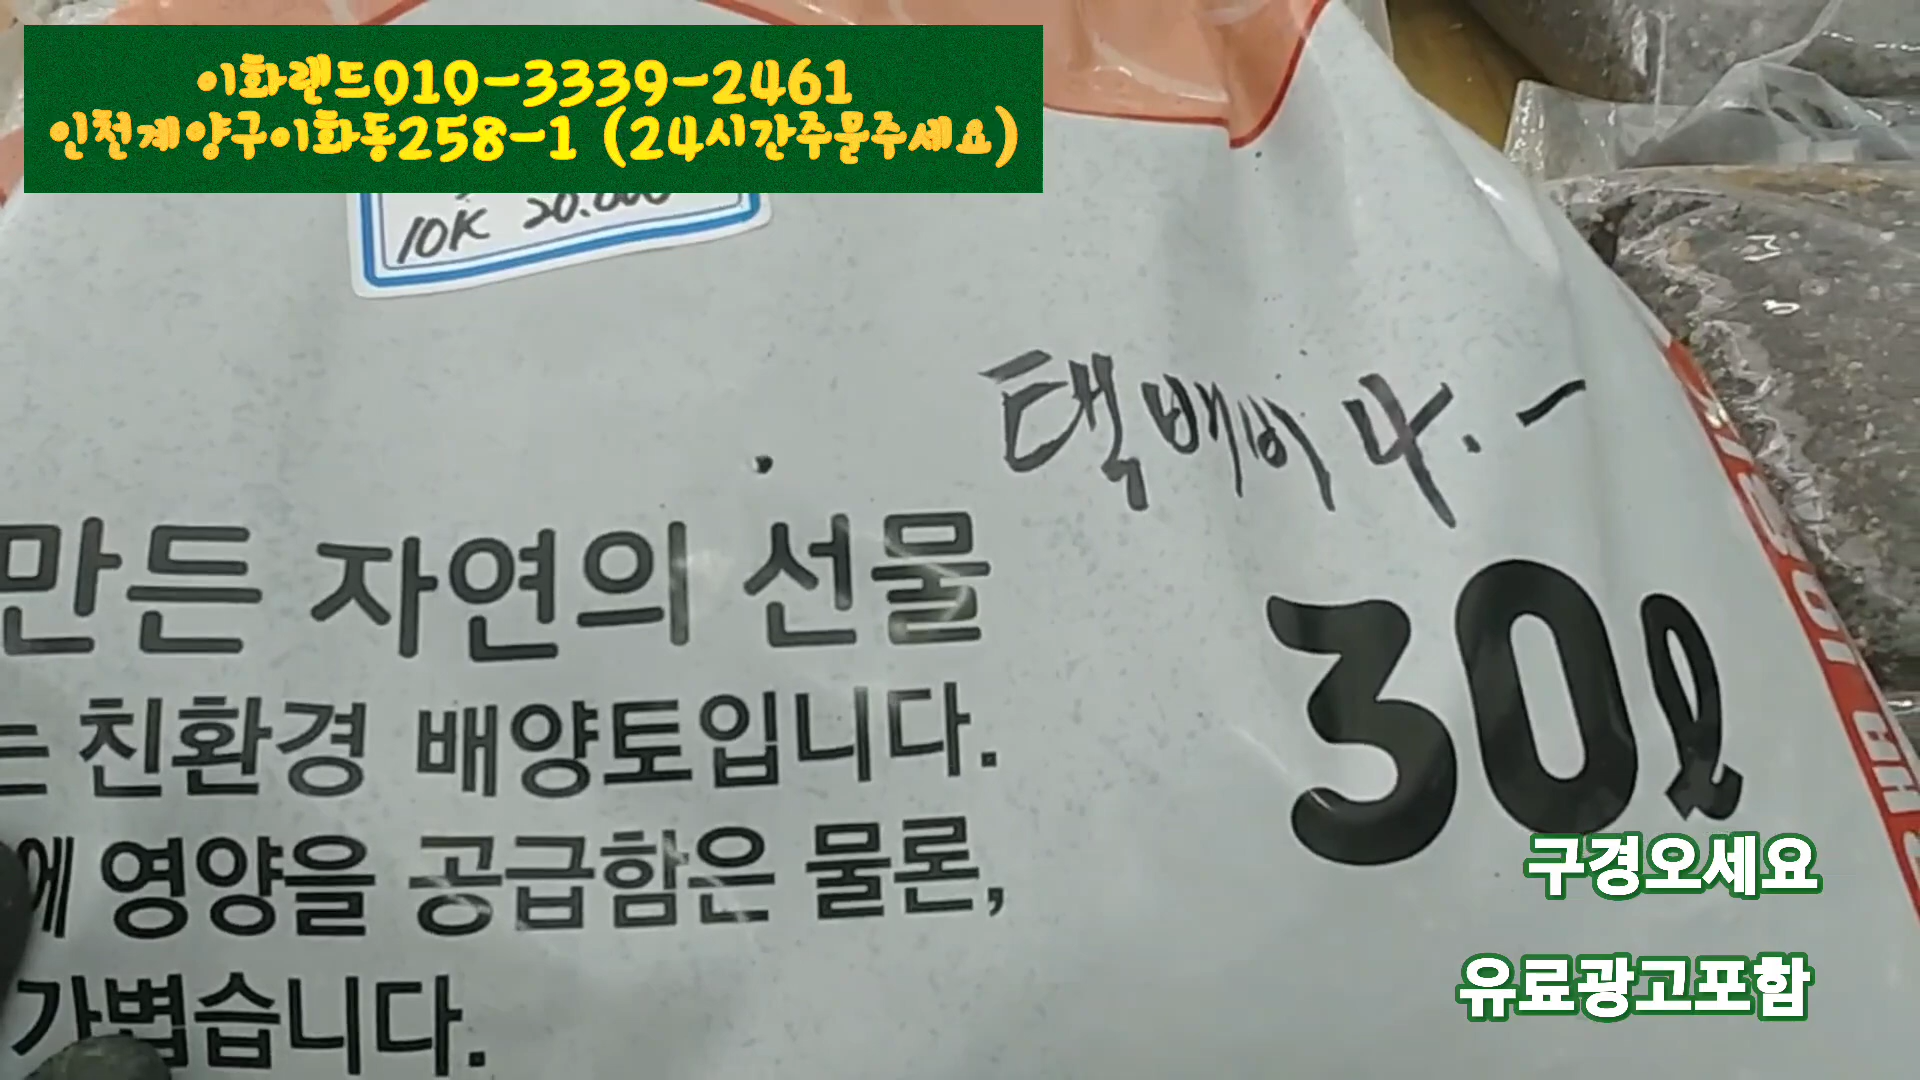 이화랜드010-3339-2461
인천계양구이화동258-1 (24시간주문주세요)
10K 20.000
택배비 4.-
만든 자연의 선물
30ℓ
는 친환경 배양토입니다.
에 영양을 공급함은 물론,
가볍습니다.
구경오세요
유료광고포함